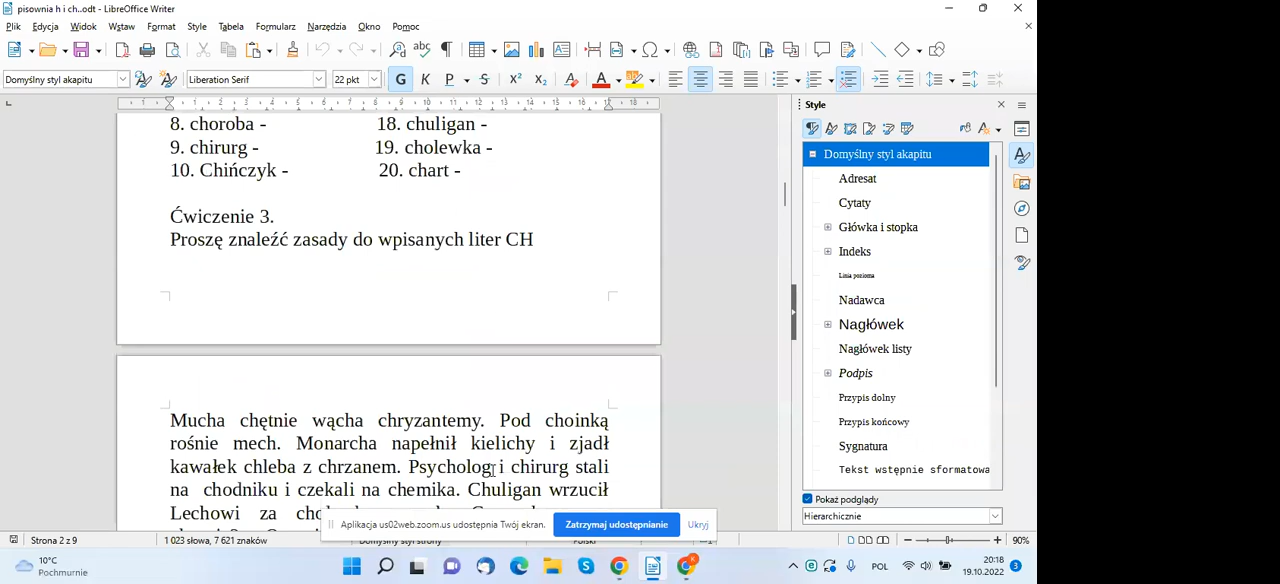 pisownia h i ch..odt - LibreOffice Writer
Plik Edycja Widok Wstaw Format Style Tabela Formularz Narzędzia Okno Pomoc
Domyślny styl akapitu Liberation Serif 22 pkt G K P S X² X₂
8. choroba - 18. chuligan -
9. chirurg - 19. cholewka -
10. Chińczyk - 20. chart -
Ćwiczenie 3.
Proszę znaleźć zasady do wpisanych liter CH
Mucha chętnie wącha chryzantemy. Pod choinką
rośnie mech. Monarcha napełnił kielichy i zjadł
kawałek chleba z chrzanem. Psycholog i chirurg stali
na chodniku i czekali na chemika. Chuligan wrzucił
Lechowi za
Style
Domyślny styl akapitu
Adresat
Cytaty
Główka i stopka
Indeks
Linia pozioma
Nadawca
Nagłówek
Nagłówek listy
Podpis
Przypis dolny
Przypis końcowy
Sygnatura
Tekst wstępnie sformatowa
Pokaż podglądy
Hierarchicznie
Aplikacja us02web.zoom.us udostępnia Twój ekran. Zatrzymaj udostępnianie Ukryj
Strona 2 z 9 1 023 słowa, 7 621 znaków Domyślny styl strony Polski 90%
10°C
Pochmurnie
POL
20:18
19.10.2022
3